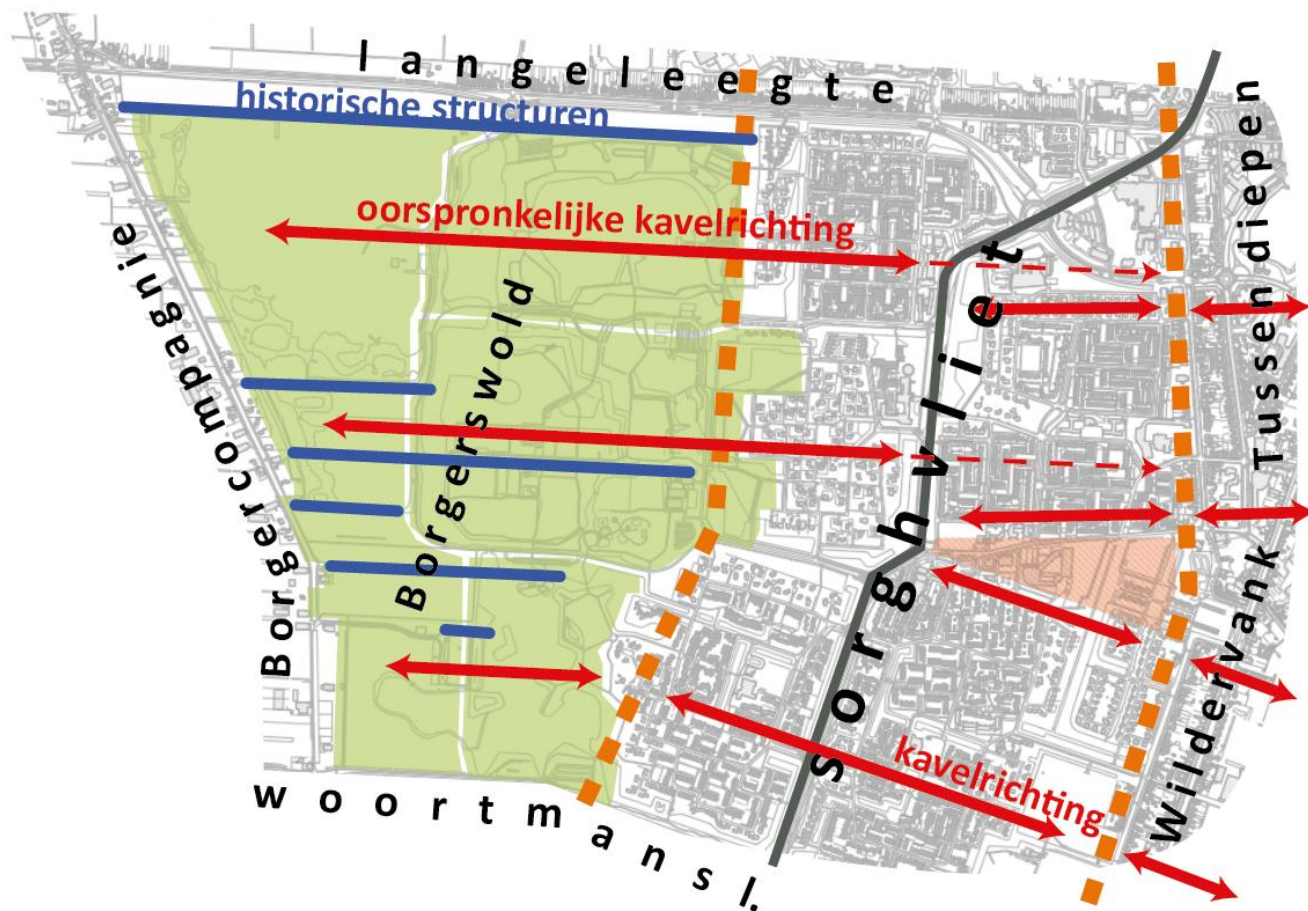 langeleegte
historische structuren
oorspronkelijke kavelrichting
Borgercompagnie
Borgerswold
sorghvliet
Tussendiepen
Wildervank
kavelrichting
woortmansl.